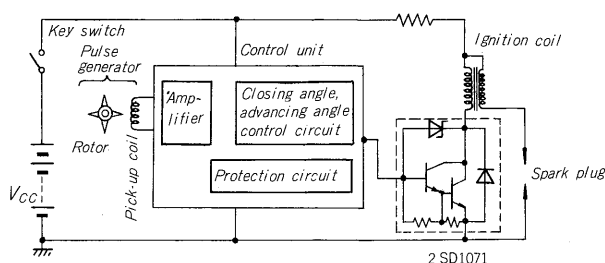 Key switch
Pulse
generator
Rotor
Pick-up coil
Control unit
Amp-
lifier
Closing angle,
advancing angle
control circuit
Protection circuit
Ignition coil
Spark plug
VCC
2 SD1071